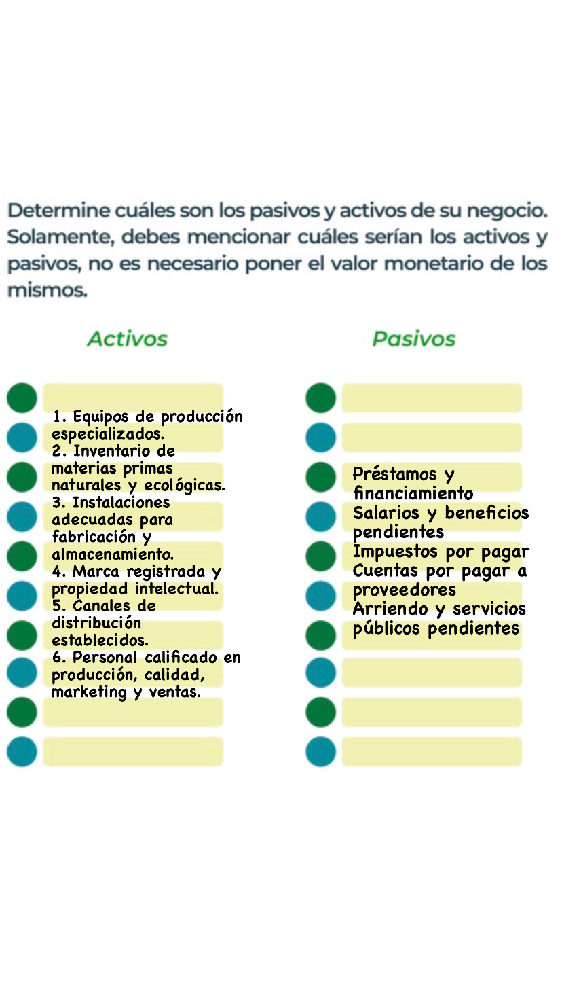 Determine cuáles son los pasivos y activos de su negocio.
Solamente, debes mencionar cuáles serían los activos y
pasivos, no es necesario poner el valor monetario de los
mismos.
Activos
1. Equipos de producción
especializados.
2. Inventario de
materias primas
naturales y ecológicas.
3. Instalaciones
adecuadas para
fabricación y
almacenamiento.
4. Marca registrada y
propiedad intelectual.
5. Canales de
distribución
establecidos.
6. Personal calificado en
producción, calidad,
marketing y ventas.
Pasivos
Préstamos y
financiamiento
Salarios y beneficios
pendientes
Impuestos por pagar
Cuentas por pagar a
proveedores
Arriendo y servicios
públicos pendientes